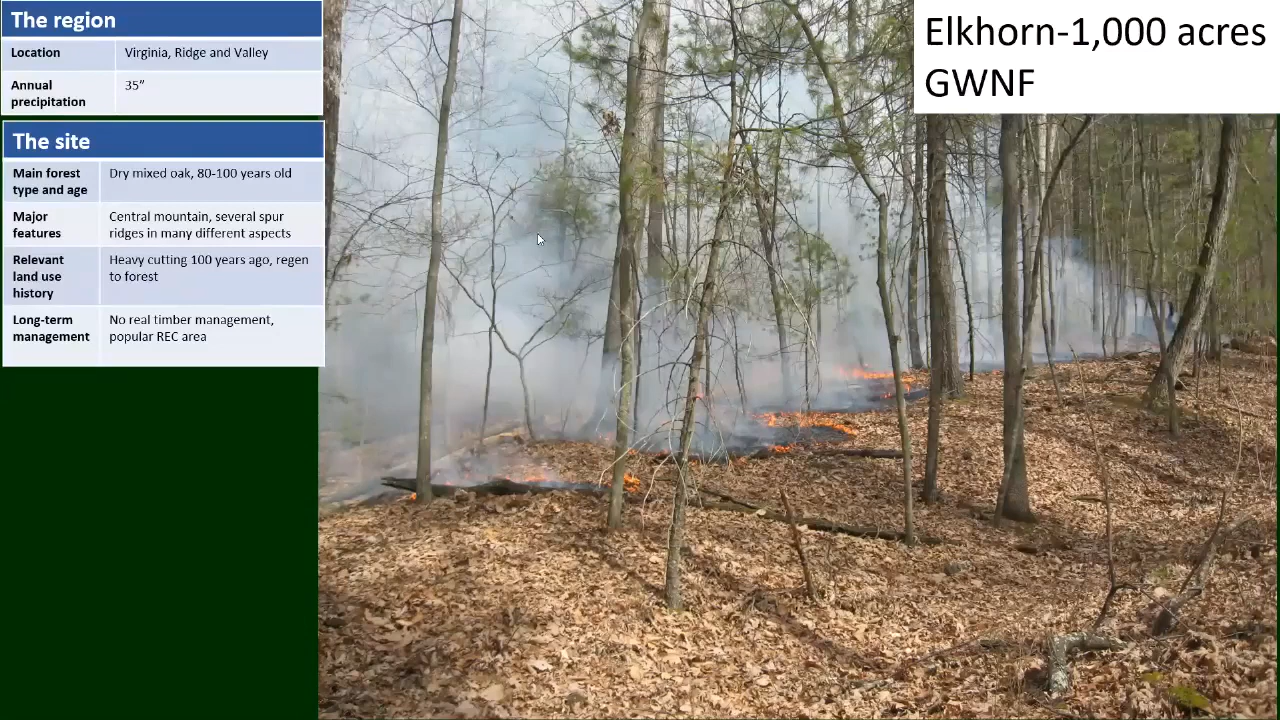 The region
Location Virginia, Ridge and Valley
Annual precipitation 35”
The site
Main forest type and age Dry mixed oak, 80-100 years old
Major features Central mountain, several spur ridges in many different aspects
Relevant land use history Heavy cutting 100 years ago, regen to forest
Long-term management No real timber management, popular REC area
Elkhorn-1,000 acres
GWNF